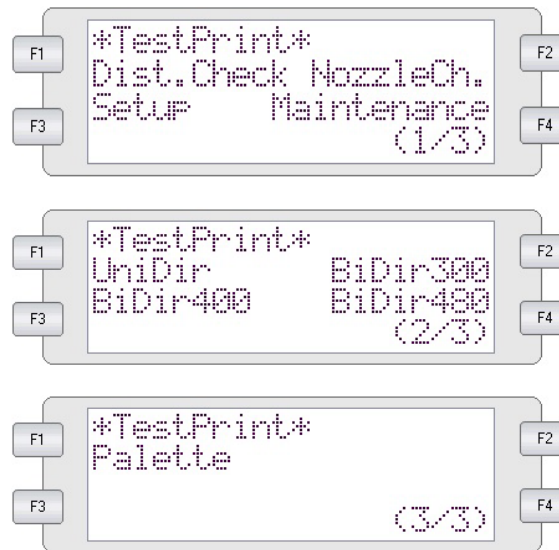 *TestPrint*
F1 Dist.Check NozzleCh. F2
F3 Setup Maintenance F4
(1/3)
*TestPrint*
F1 UniDir BiDir300 F2
F3 BiDir400 BiDir480 F4
(2/3)
*TestPrint*
F1 Palette F2
F3 (3/3) F4